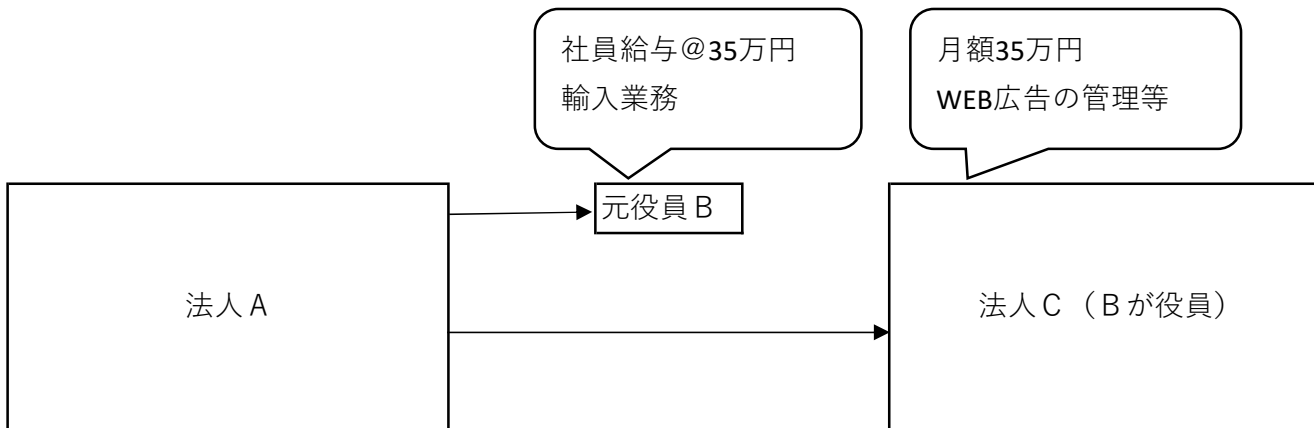 社員給与＠35万円
輸入業務
月額35万円
WEB広告の管理等
元役員Ｂ
法人Ａ
法人Ｃ（Ｂが役員）